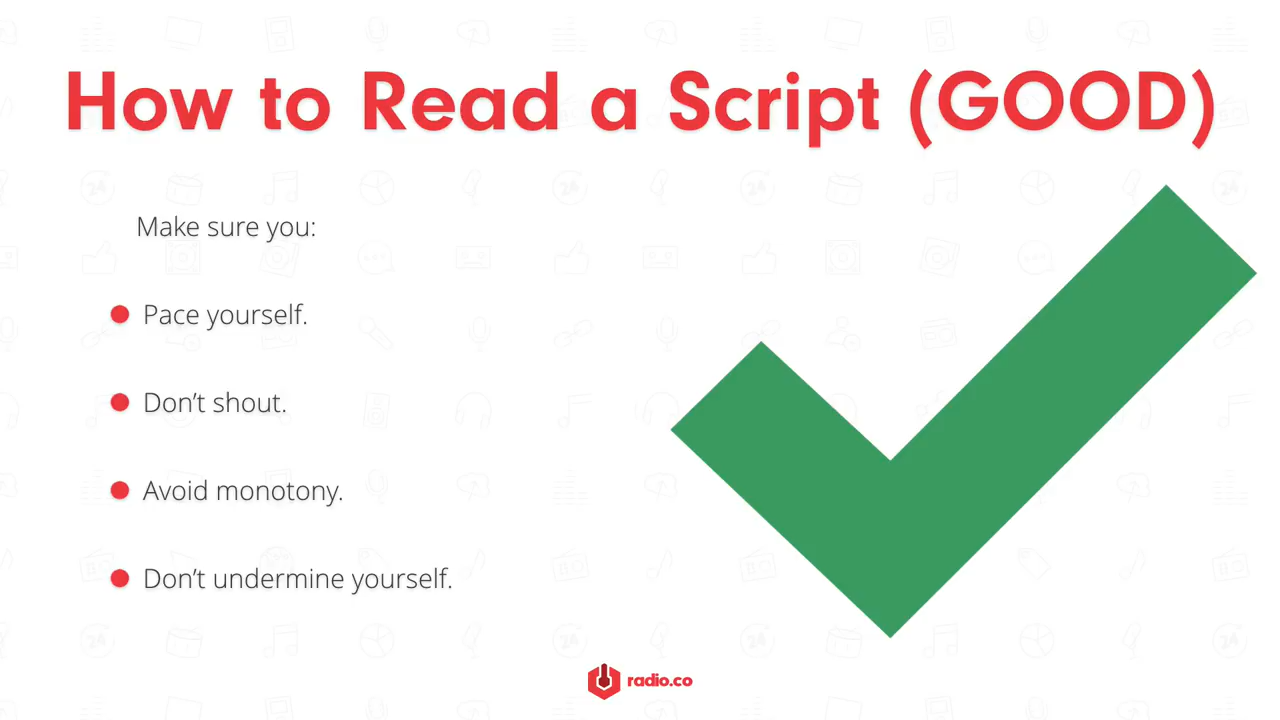 How to Read a Script (GOOD)
Make sure you:
Pace yourself.
Don’t shout.
Avoid monotony.
Don’t undermine yourself.
radio.co